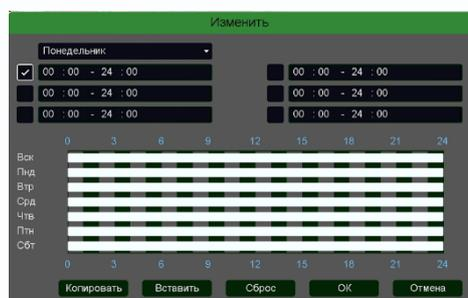 Изменить
Понедельник
00 : 00 - 24 : 00 00 : 00 - 24 : 00
00 : 00 - 24 : 00 00 : 00 - 24 : 00
00 : 00 - 24 : 00 00 : 00 - 24 : 00
0 3 6 9 12 15 18 21 24
Вск
Пнд
Втр
Срд
Чтв
Птн
Сбт
0 3 6 9 12 15 18 21 24
Копировать Вставить Сброс ОК Отмена